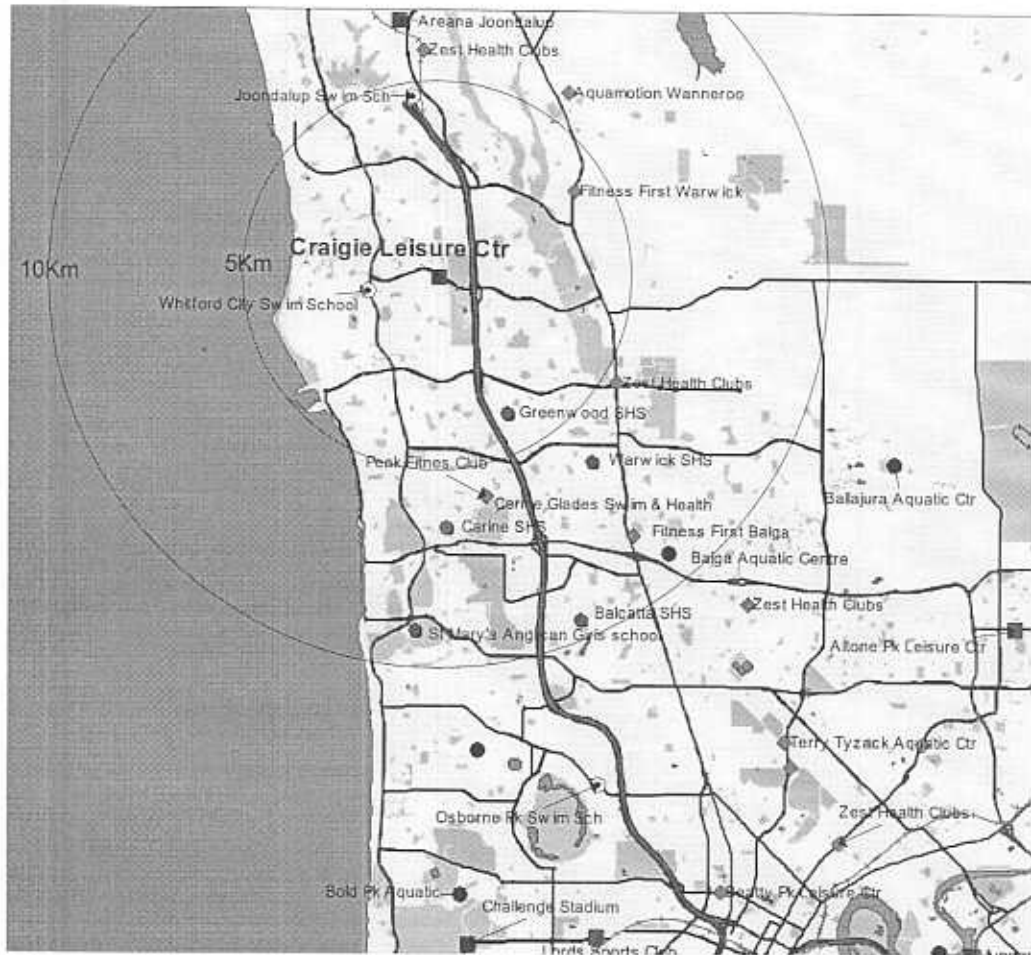 Areana Joondalup
Zest Health Clubs
Joondalup Swim Sch
Aquamotion Wanneroo
Fitness First Warwick
Craigie Leisure Ctr
10Km
5Km
Whitford City Swim School
Zest Health Clubs
Greenwood SHS
Peak Fitnes Club
Warwick SHS
Ballajura Aquatic Ctr
Carine Glades Swim & Health
Carine SHS
Fitness First Balga
Balga Aquatic Centre
Zest Health Clubs
Balcatta SHS
St Mary's Anglican Girls school
Altone Pk Leisure Ctr
Terry Tyzack Aquatic Ctr
Osborne Pk Swim Sch
Zest Health Clubs
Bold Pk Aquatic
Beatty Pk Leisure Ctr
Challenge Stadium
Lords Sports Club